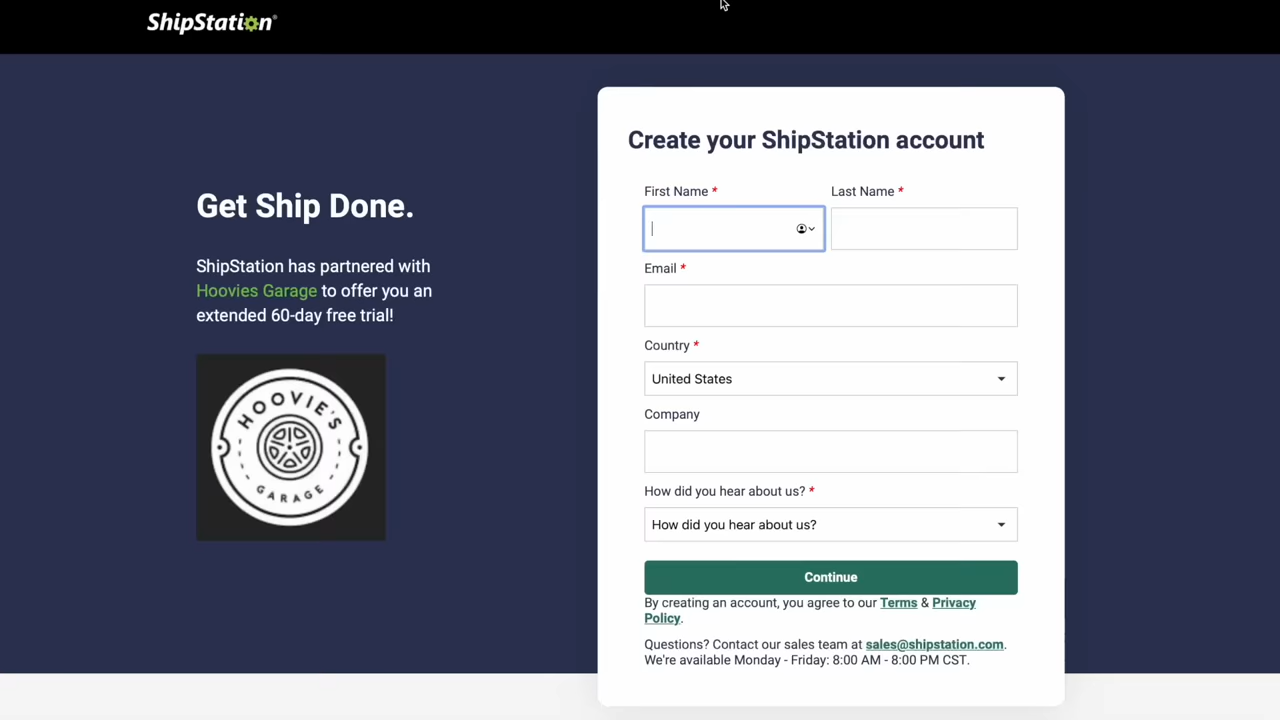 ShipStation
Get Ship Done.
ShipStation has partnered with
Hoovies Garage to offer you an
extended 60-day free trial!
HOOVIE'S
GARAGE
Create your ShipStation account
First Name *
Last Name *
Email *
Country *
United States
Company
How did you hear about us? *
How did you hear about us?
Continue
By creating an account, you agree to our Terms & Privacy
Policy.
Questions? Contact our sales team at sales@shipstation.com.
We're available Monday - Friday: 8:00 AM - 8:00 PM CST.